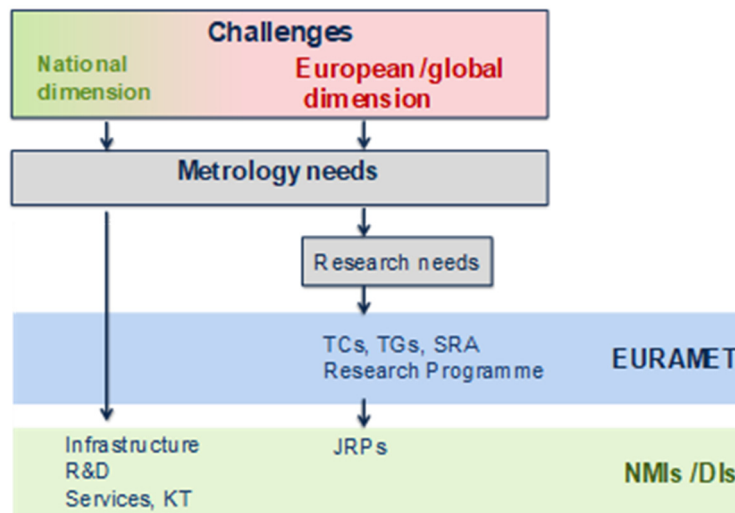 Challenges
National
dimension
European/global
dimension
Metrology needs
Research needs
TCs, TGs, SRA
Research Programme
EURAMET
Infrastructure
R&D
Services, KT
JRPs
NMIs /DIs